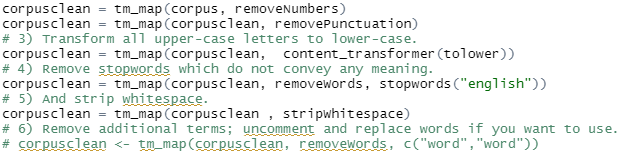 corpusclean = tm_map(corpus, removeNumbers)
corpusclean = tm_map(corpusclean, removePunctuation)
# 3) Transform all upper-case letters to lower-case.
corpusclean = tm_map(corpusclean,  content_transformer(tolower))
# 4) Remove stopwords which do not convey any meaning.
corpusclean = tm_map(corpusclean, removeWords, stopwords("english"))
# 5) And strip whitespace.
corpusclean = tm_map(corpusclean , stripWhitespace)
# 6) Remove additional terms; uncomment and replace words if you want to use.
# corpusclean <- tm_map(corpusclean, removeWords, c("word","word"))